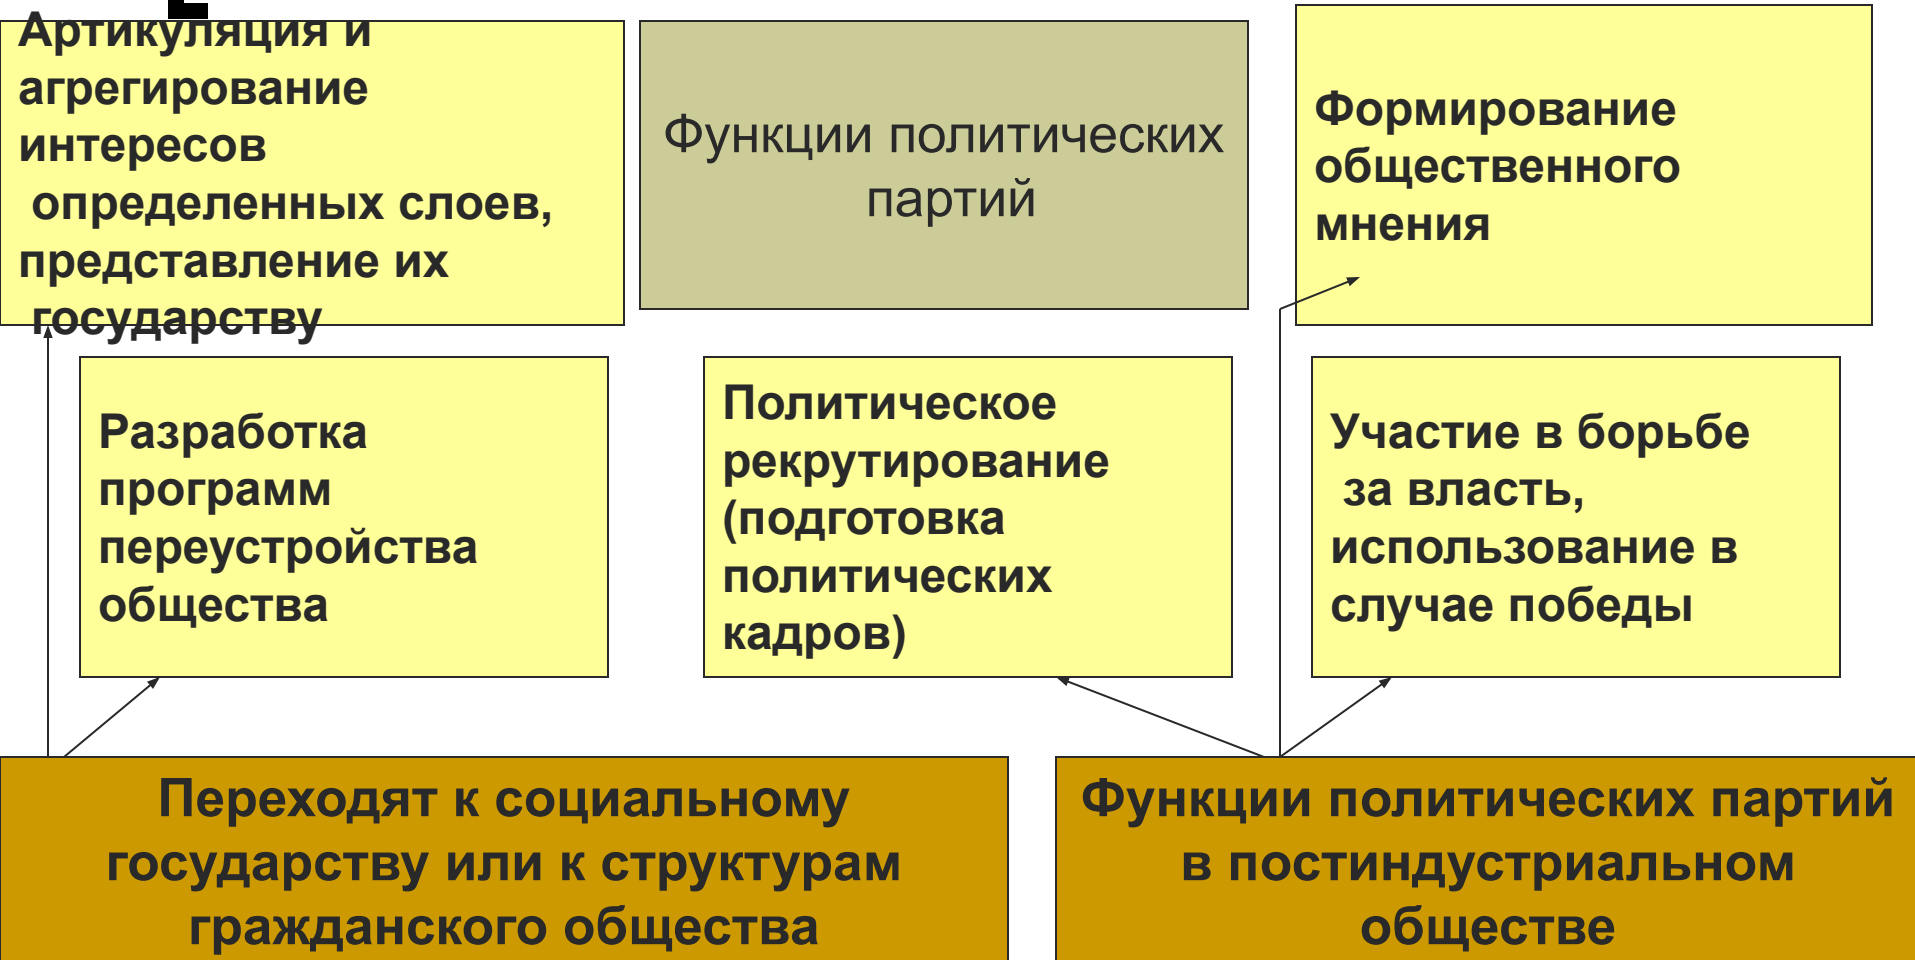 Артикуляция и
агрегирование
интересов
определенных слоев,
представление их
государству
Функции политических
партий
Формирование
общественного
мнения
Разработка
программ
переустройства
общества
Политическое
рекрутирование
(подготовка
политических
кадров)
Участие в борьбе
за власть,
использование в
случае победы
Переходят к социальному
государству или к структурам
гражданского общества
Функции политических партий
в постиндустриальном
обществе